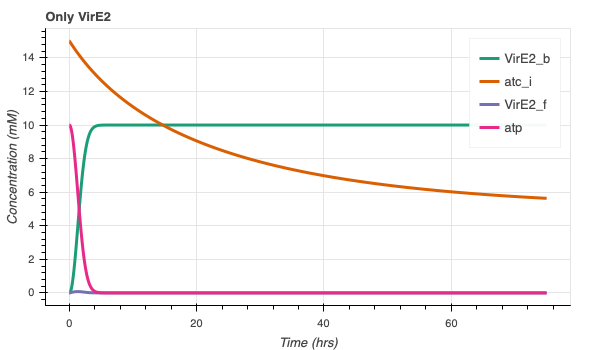 Only VirE2
Concentration (mM)
14
12
10
8
6
4
2
0
0
20
40
60
Time (hrs)
VirE2_b
atc_i
VirE2_f
atp